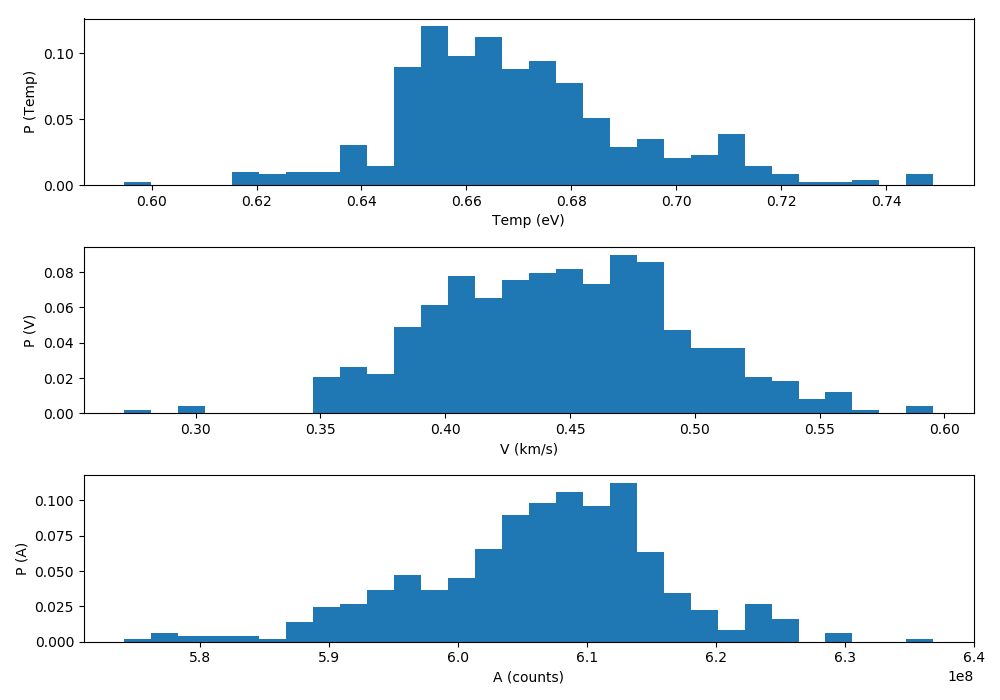 0.10
0.05
0.00
P (Temp)
0.60 0.62 0.64 0.66 0.68 0.70 0.72 0.74
Temp (eV)
0.08
0.06
0.04
0.02
0.00
P (V)
0.30 0.35 0.40 0.45 0.50 0.55 0.60
V (km/s)
0.100
0.075
0.050
0.025
0.000
P (A)
5.8 5.9 6.0 6.1 6.2 6.3 6.4
1e8
A (counts)